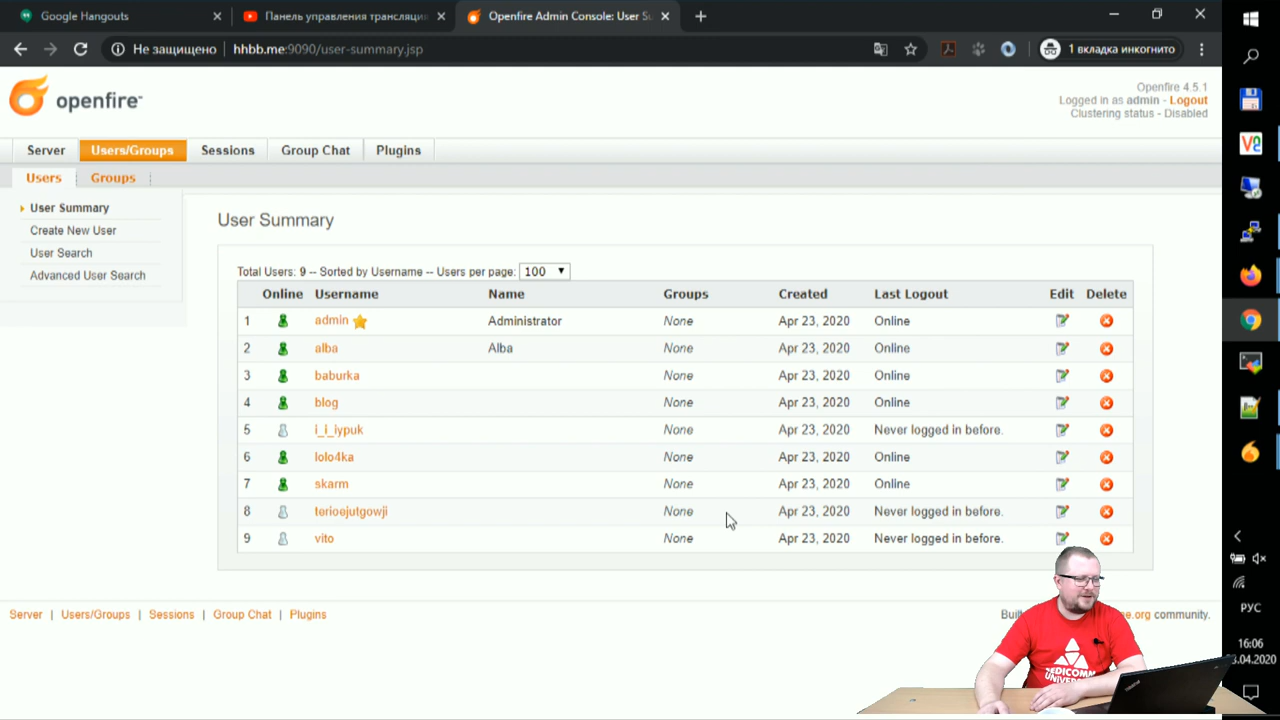 Google Hangouts
Панель управления трансляци
Openfire Admin Console: User Su
Не защищено
hhbb.me:9090/user-summary.jsp
1 вкладка инкогнито
openfire
Openfire 4.5.1
Logged in as admin - Logout
Clustering status - Disabled
Server
Users/Groups
Sessions
Group Chat
Plugins
Users
Groups
User Summary
Create New User
User Search
Advanced User Search
User Summary
Total Users: 9 -- Sorted by Username -- Users per page: 100
Online Username Name Groups Created Last Logout Edit Delete
1 admin Administrator None Apr 23, 2020 Online
2 alba Alba None Apr 23, 2020 Online
3 baburka None Apr 23, 2020 Online
4 blog None Apr 23, 2020 Online
5 i_i_iypuk None Apr 23, 2020 Never logged in before.
6 lolo4ka None Apr 23, 2020 Online
7 skarm None Apr 23, 2020 Online
8 terioejutgowji None Apr 23, 2020 Never logged in before.
9 vito None Apr 23, 2020 Never logged in before.
Server | Users/Groups | Sessions | Group Chat | Plugins
community.
РУС
16:06